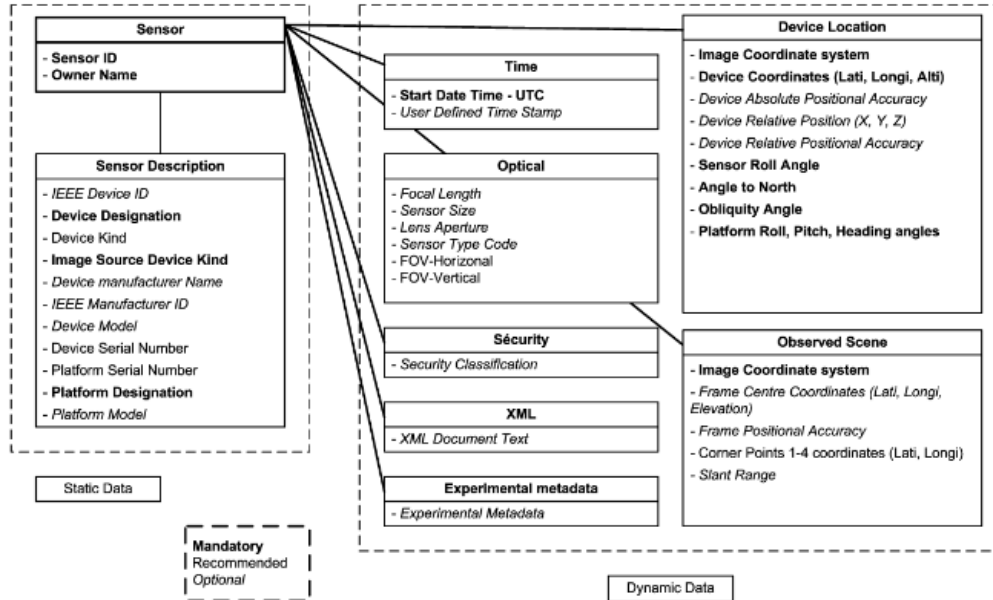 Sensor
- Sensor ID
- Owner Name
Sensor Description
- IEEE Device ID
- Device Designation
- Device Kind
- Image Source Device Kind
- Device manufacturer Name
- IEEE Manufacturer ID
- Device Model
- Device Serial Number
- Platform Serial Number
- Platform Designation
- Platform Model
Static Data
Mandatory
Recommended
Optional
Time
- Start Date Time - UTC
- User Defined Time Stamp
Optical
- Focal Length
- Sensor Size
- Lens Aperture
- Sensor Type Code
- FOV-Horizonal
- FOV-Vertical
Sécurity
- Security Classification
XML
- XML Document Text
Experimental metadata
- Experimental Metadata
Device Location
- Image Coordinate system
- Device Coordinates (Lati, Longi, Alti)
- Device Absolute Positional Accuracy
- Device Relative Position (X, Y, Z)
- Device Relative Positional Accuracy
- Sensor Roll Angle
- Angle to North
- Obliquity Angle
- Platform Roll, Pitch, Heading angles
Observed Scene
- Image Coordinate system
- Frame Centre Coordinates (Lati, Longi,
Elevation)
- Frame Positional Accuracy
- Corner Points 1-4 coordinates (Lati, Longi)
- Slant Range
Dynamic Data